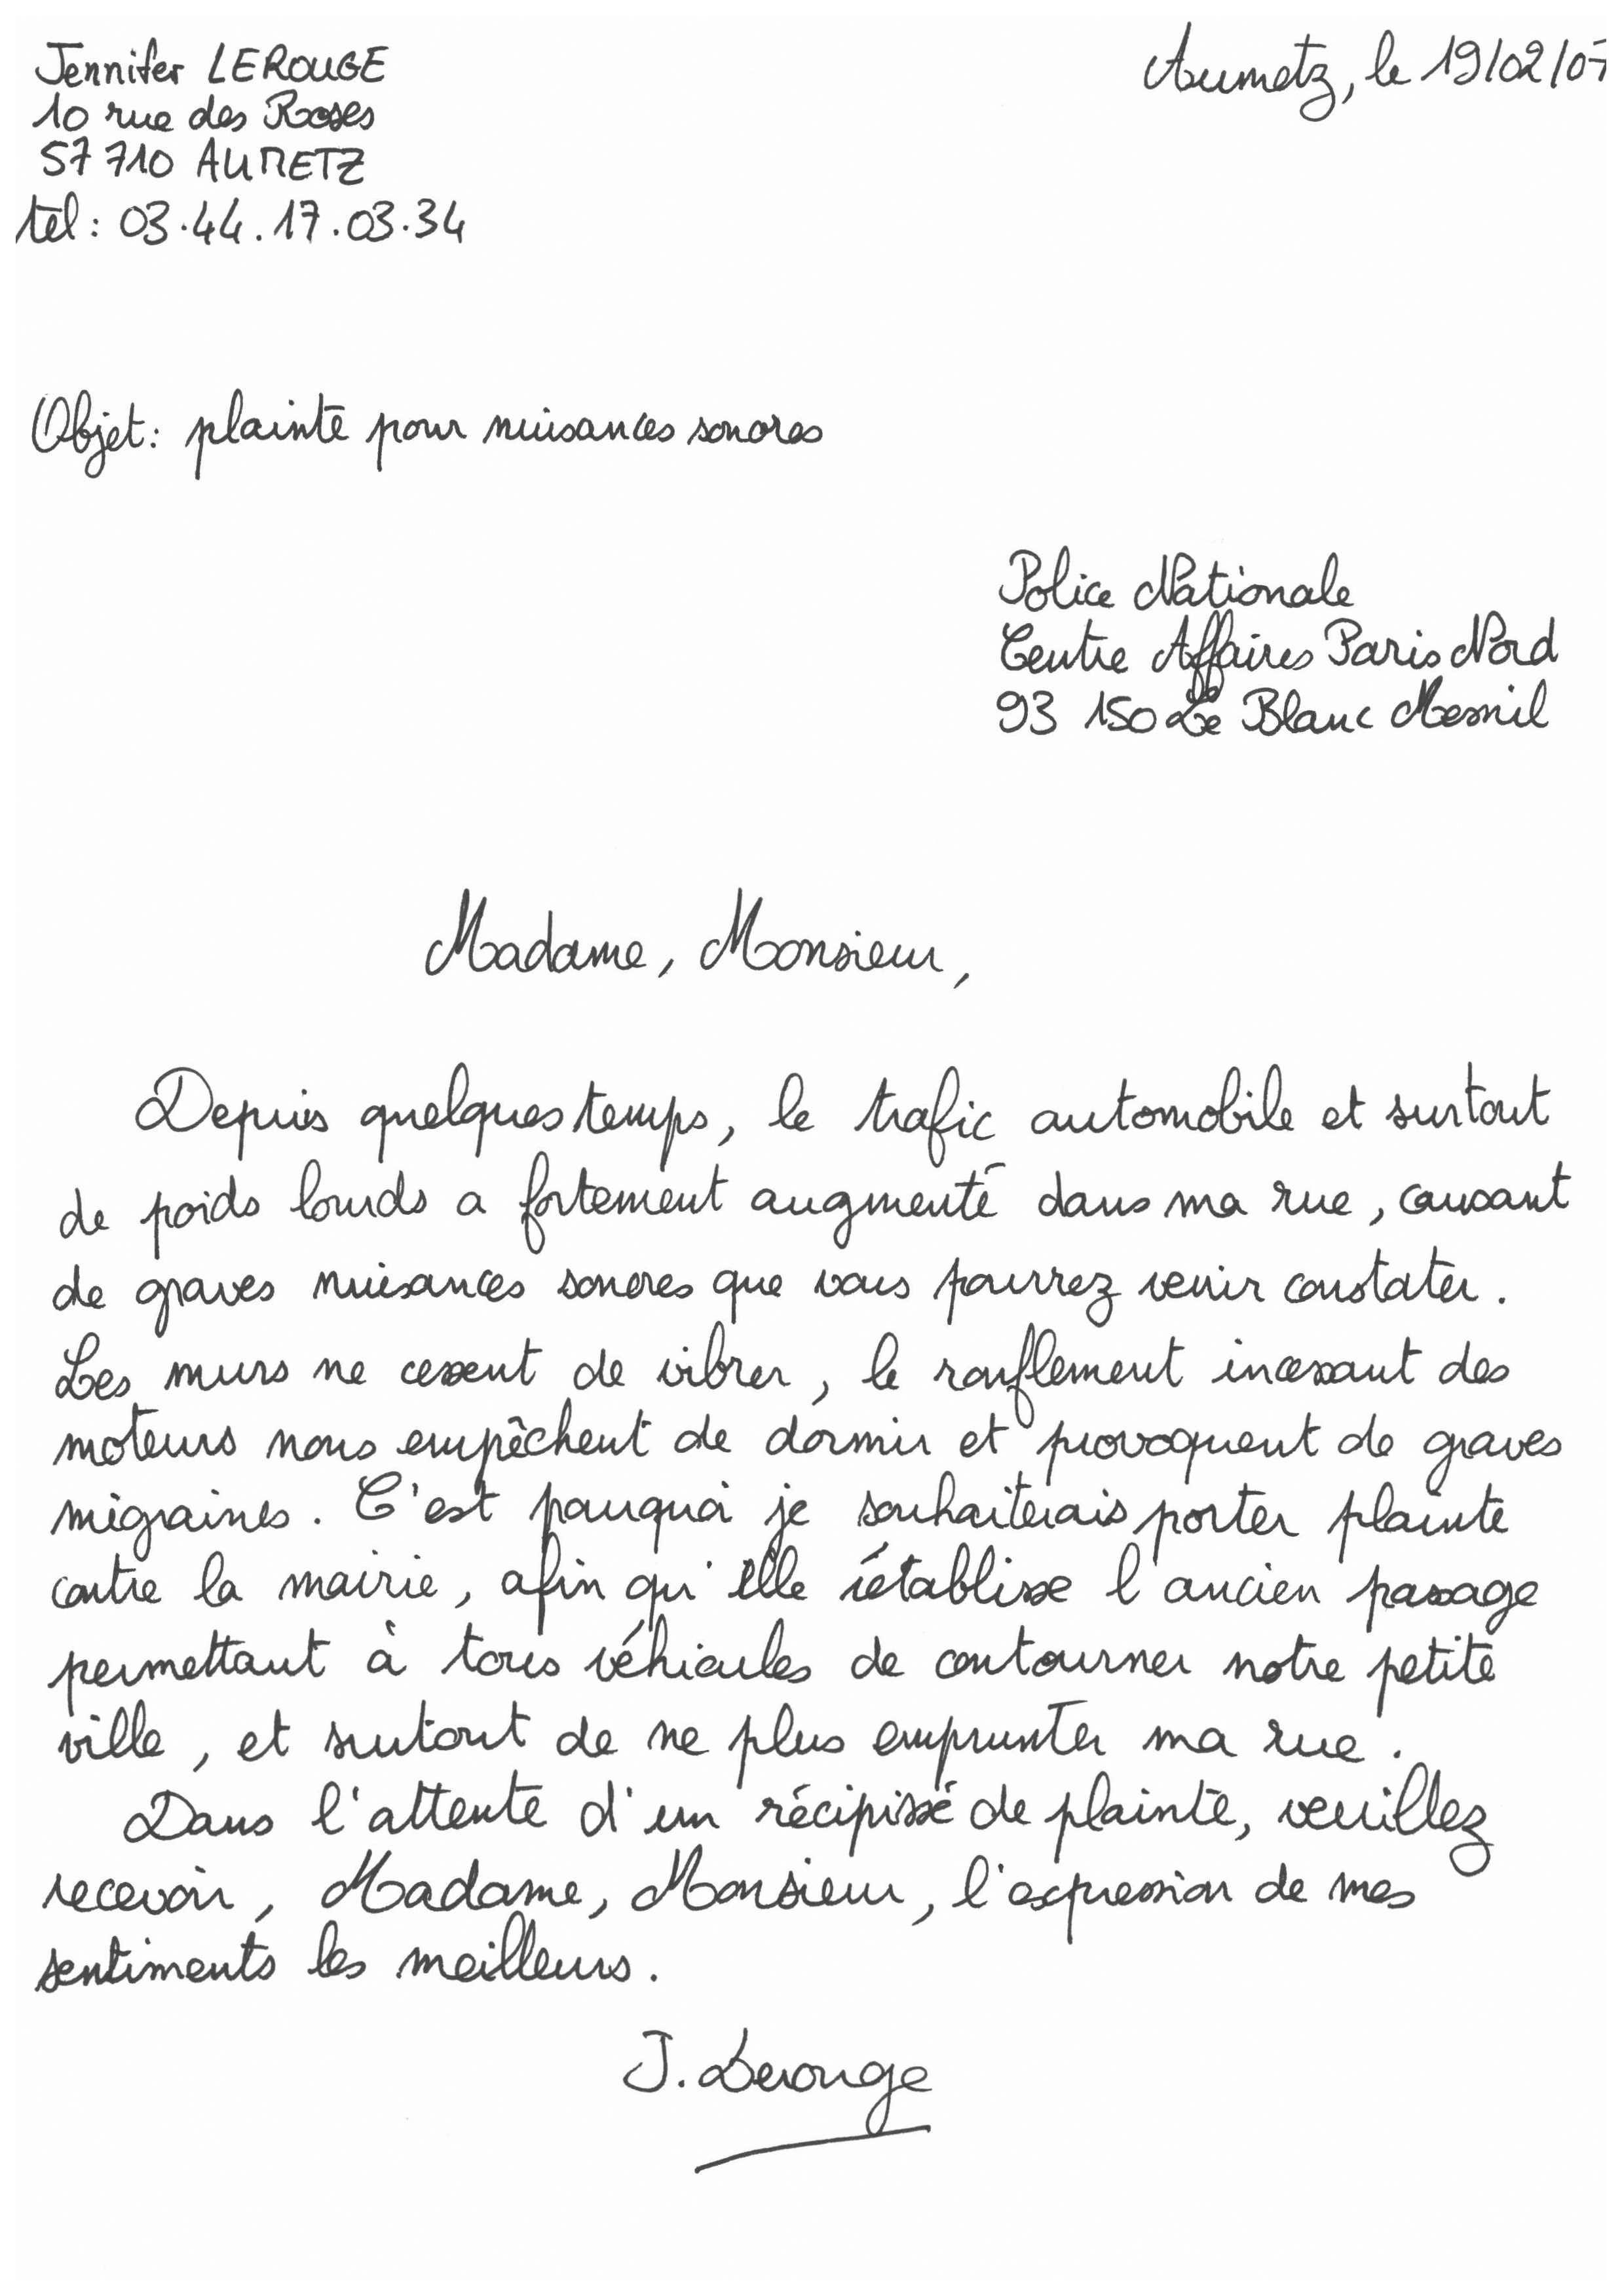 Jennifer LEROUGE
Aumetz, le 19/02/07
10 rue des Roses
57 710 AUMETZ
tél : 03.44.17.03.34
Objet : plainte pour nuisances sonores
Police Nationale
Centre Affaires Paris Nord
93 150 Le Blanc Mesnil
Madame, Monsieur,
Depuis quelques temps, le trafic automobile et surtout
de poids lourds a fortement augmenté dans ma rue, causant
de graves nuisances sonores que vous pourrez venir constater.
Les murs ne cessent de vibrer, le ronflement incessant des
moteurs nous empêchent de dormir et provoquent de graves
migraines. C'est pourquoi je souhaiterais porter plainte
contre la mairie, afin qu'elle rétablisse l'ancien passage
permettant à tous véhicules de contourner notre petite
ville, et surtout de ne plus emprunter ma rue.
Dans l'attente d'un récipissé de plainte, veuillez
recevoir, Madame, Monsieur, l'expression de mes
sentiments les meilleurs.
J. Lerouge